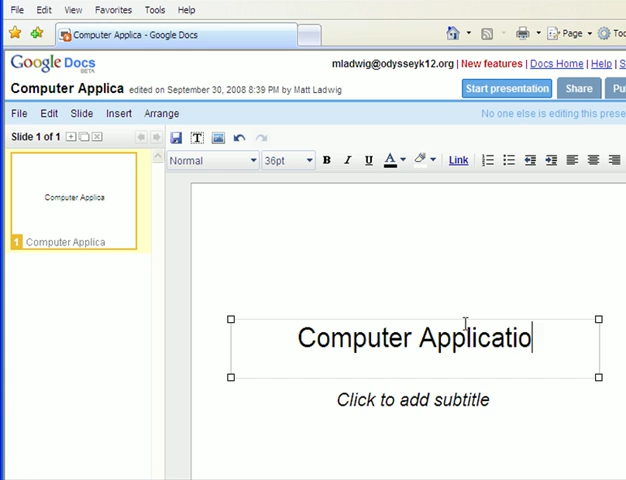 File Edit View Favorites Tools Help
Computer Applica - Google Docs
Page
Google Docs
BETA
mladwig@odysseyk12.org | New features | Docs Home | Help |
Computer Applica edited on September 30, 2008 8:39 PM by Matt Ladwig
Start presentation Share
File Edit Slide Insert Arrange
No one else is editing this prese
Slide 1 of 1
Normal 36pt B I U A Link
Computer Applica
1 Computer Applica
Computer Applicatio
Click to add subtitle